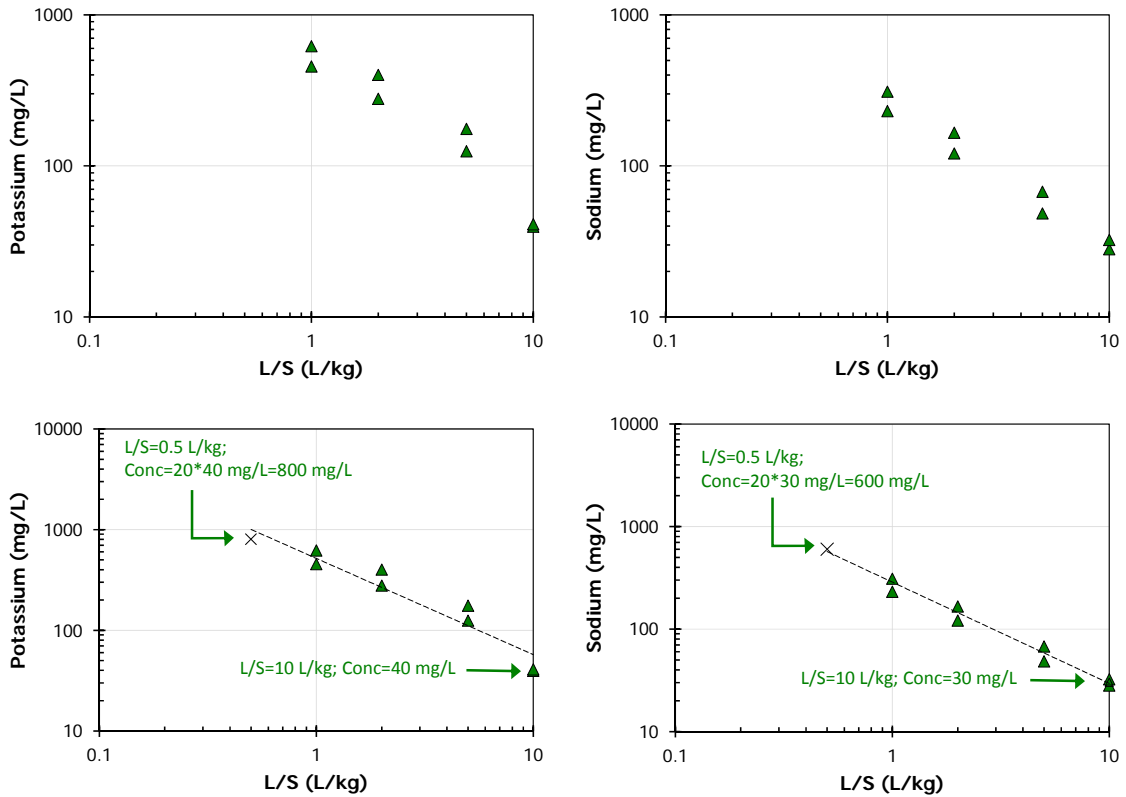 1000
100
10
0.1
1
10
Potassium (mg/L)
L/S (L/kg)
1000
100
10
0.1
1
10
Sodium (mg/L)
L/S (L/kg)
10000
1000
100
10
0.1
1
10
Potassium (mg/L)
L/S (L/kg)
L/S=0.5 L/kg;
Conc=20*40 mg/L=800 mg/L
L/S=10 L/kg; Conc=40 mg/L
10000
1000
100
10
0.1
1
10
Sodium (mg/L)
L/S (L/kg)
L/S=0.5 L/kg;
Conc=20*30 mg/L=600 mg/L
L/S=10 L/kg; Conc=30 mg/L